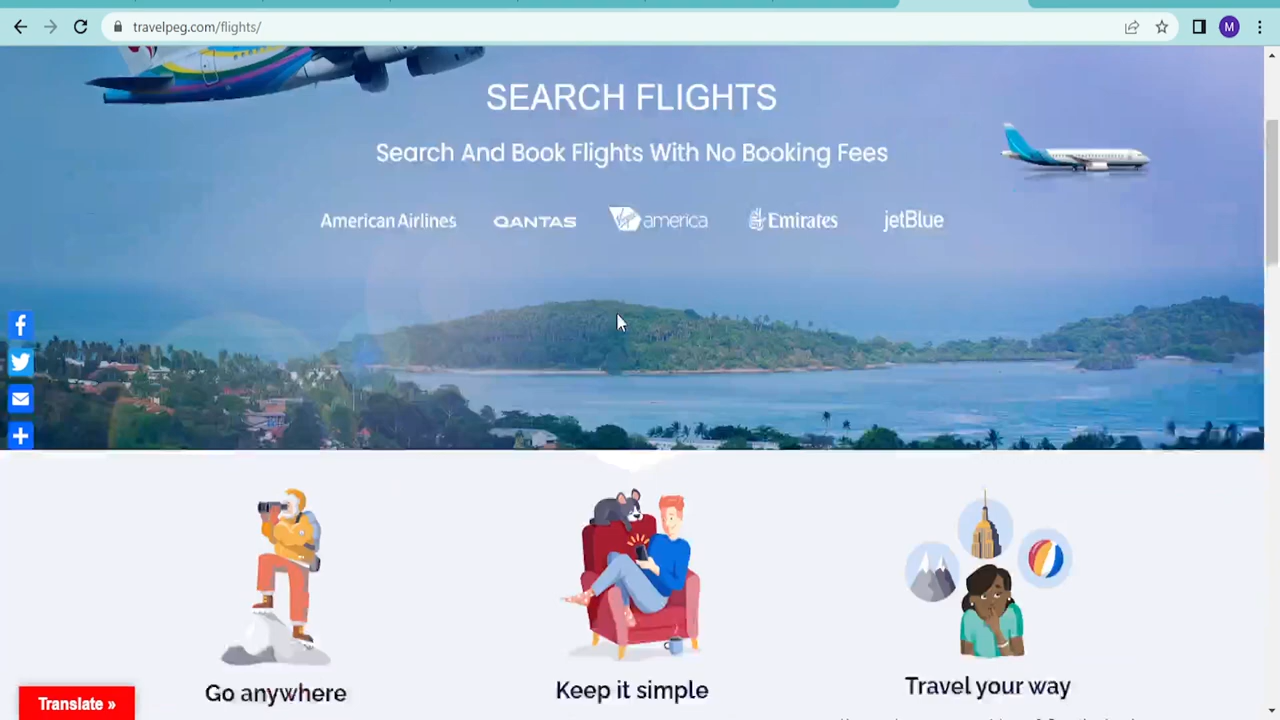 travelpeg.com/flights/
M
SEARCH FLIGHTS
Search And Book Flights With No Booking Fees
American Airlines QANTAS Virgin america Emirates jetBlue
Go anywhere
Keep it simple
Travel your way
Translate »